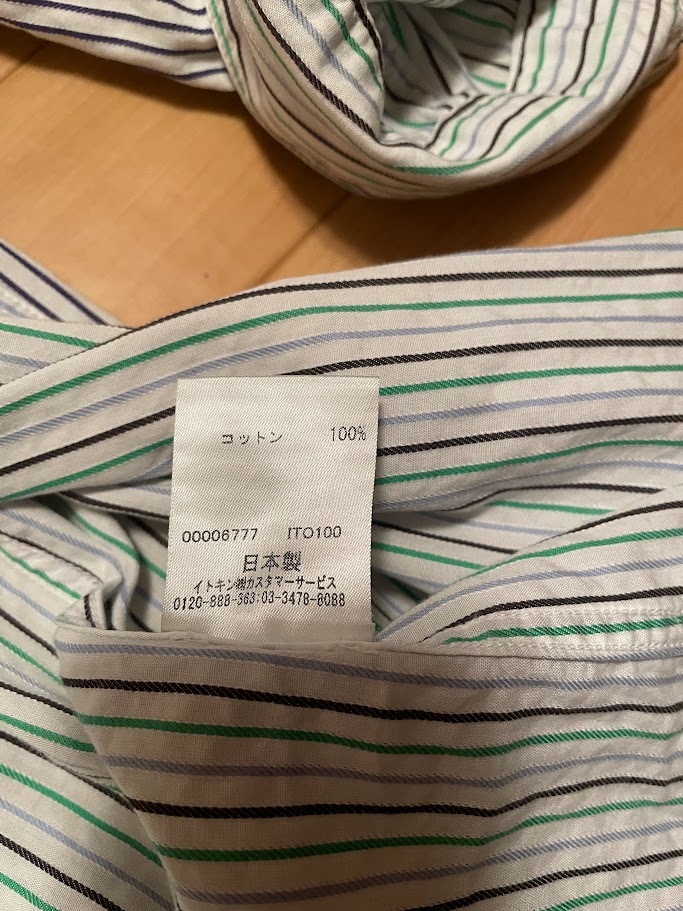 コットン 100%
00006777 ITO100
日本製
イトキン㈱カスタマーサービス
0120-888-363:03-3478-8088